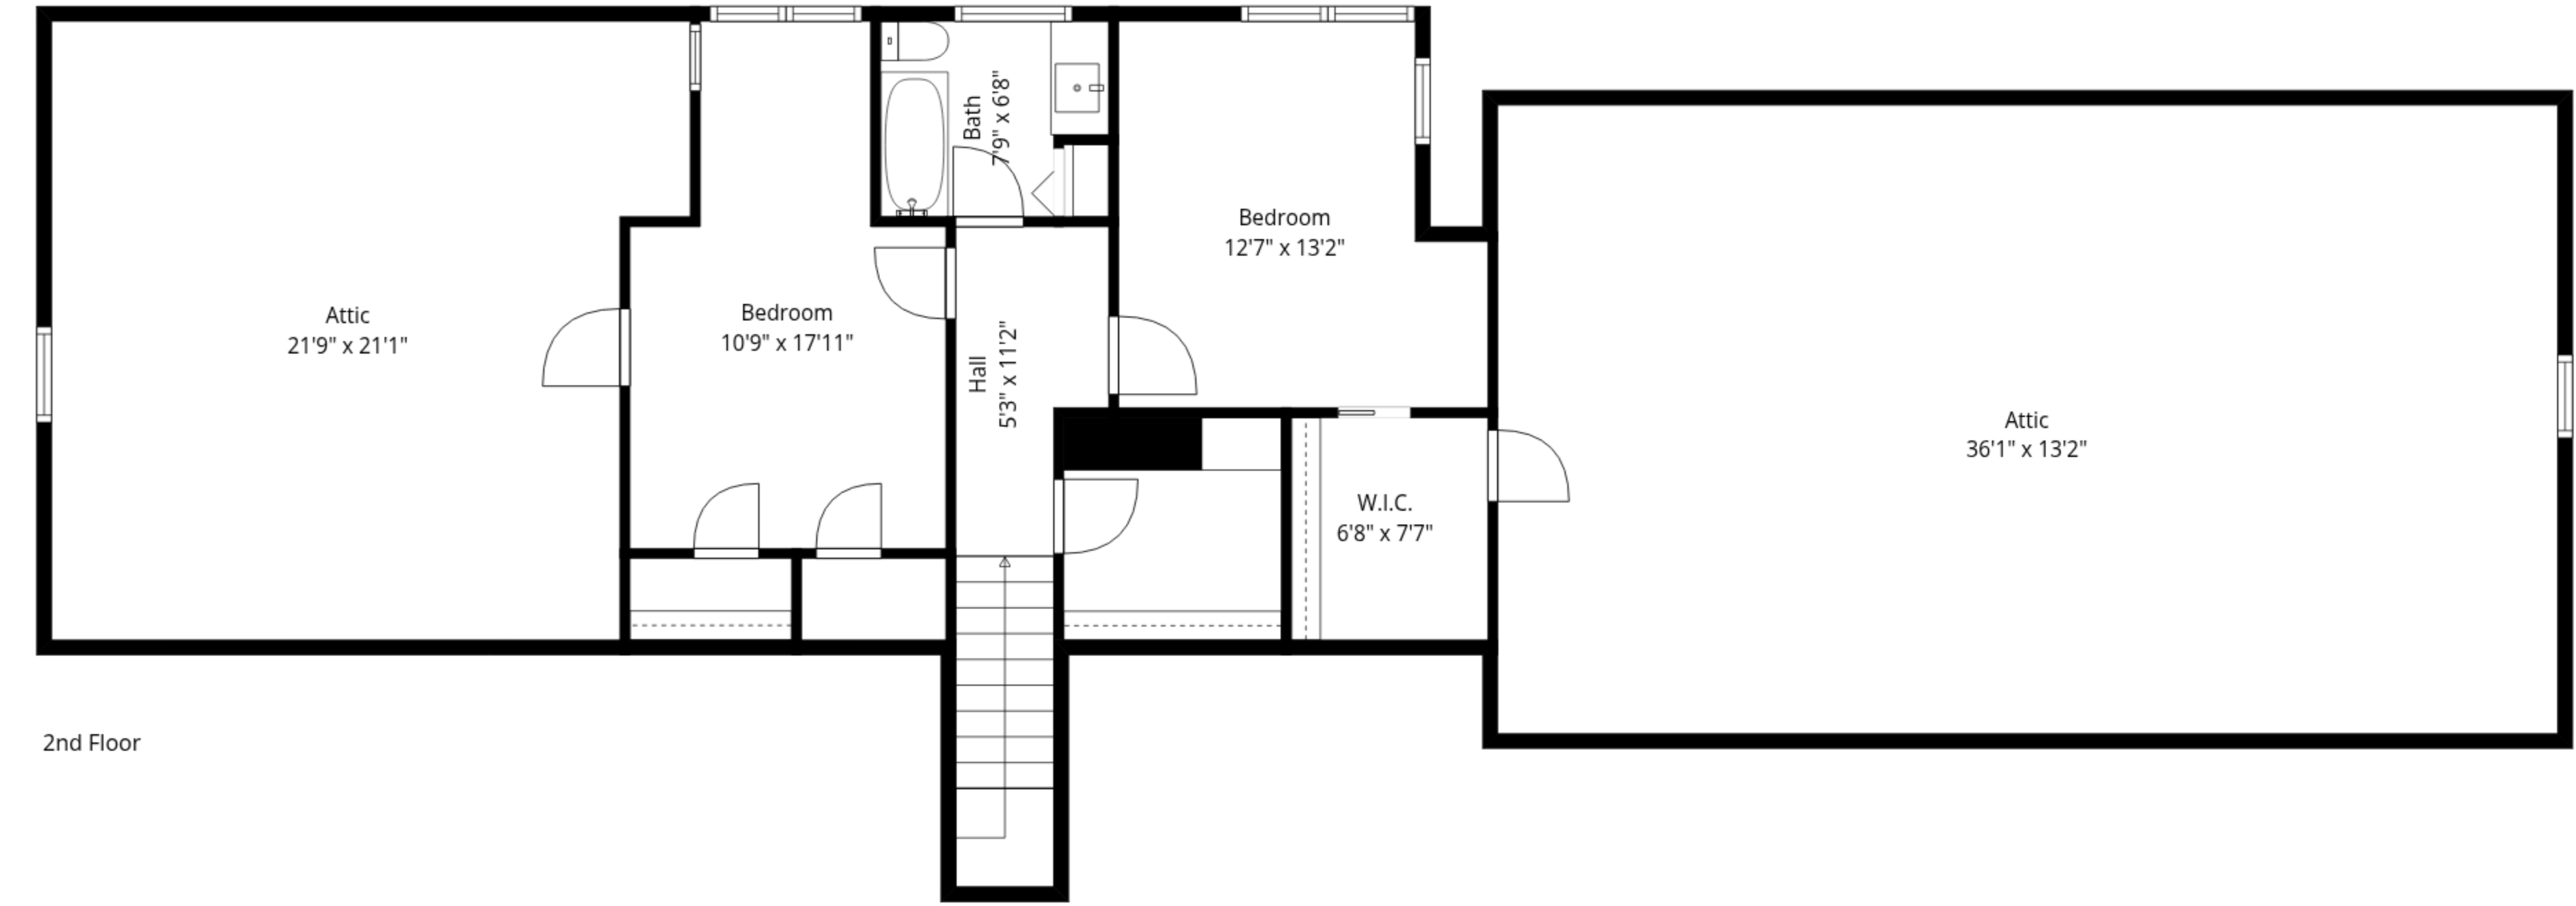 Bath
7'9" x 6'8"
Bedroom
12'7" x 13'2"
Attic
21'9" x 21'1"
Bedroom
10'9" x 17'11"
Hall
5'3" x 11'2"
Attic
36'1" x 13'2"
W.I.C.
6'8" x 7'7"
2nd Floor